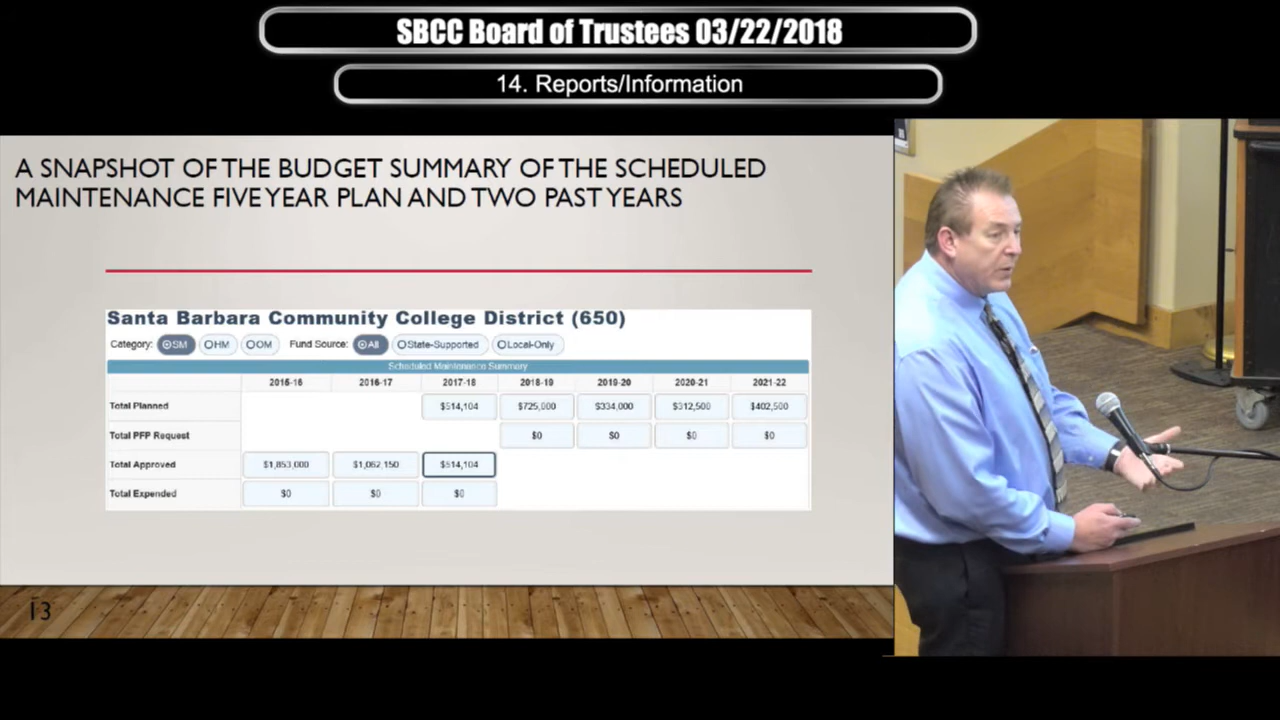 SBCC Board of Trustees 03/22/2018
14. Reports/Information
A SNAPSHOT OF THE BUDGET SUMMARY OF THE SCHEDULED
MAINTENANCE FIVE YEAR PLAN AND TWO PAST YEARS
Santa Barbara Community College District (650)
Category: SM HM OM Fund Source: All State-Supported Local-Only
Scheduled Maintenance Summary
2015-16 2016-17 2017-18 2018-19 2019-20 2020-21 2021-22
Total Planned $514,104 $725,000 $334,000 $312,500 $402,500
Total PFP Request $0 $0 $0 $0
Total Approved $1,853,000 $1,062,150 $514,104
Total Expended $0 $0 $0
13